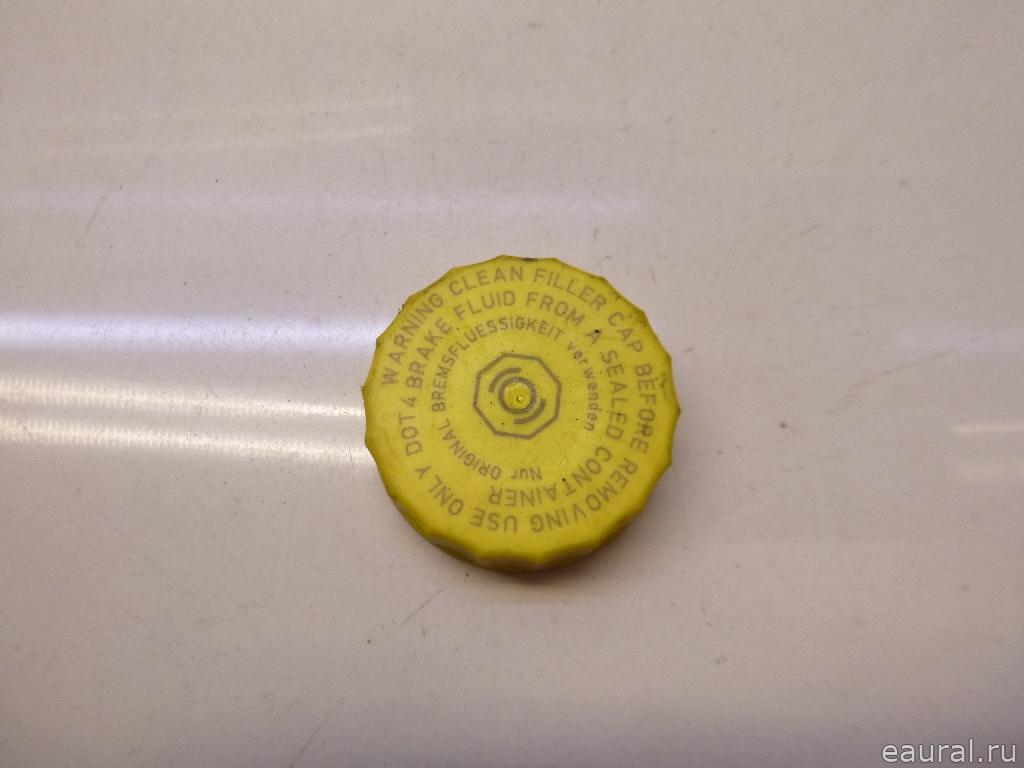 WARNING CLEAN FILLER CAP BEFORE REMOVING USE ONLY DOT 4 BRAKE FLUID FROM A SEALED CONTAINER
Nur ORIGINAL BREMSFLUESSIGKEIT verwenden
eaural.ru